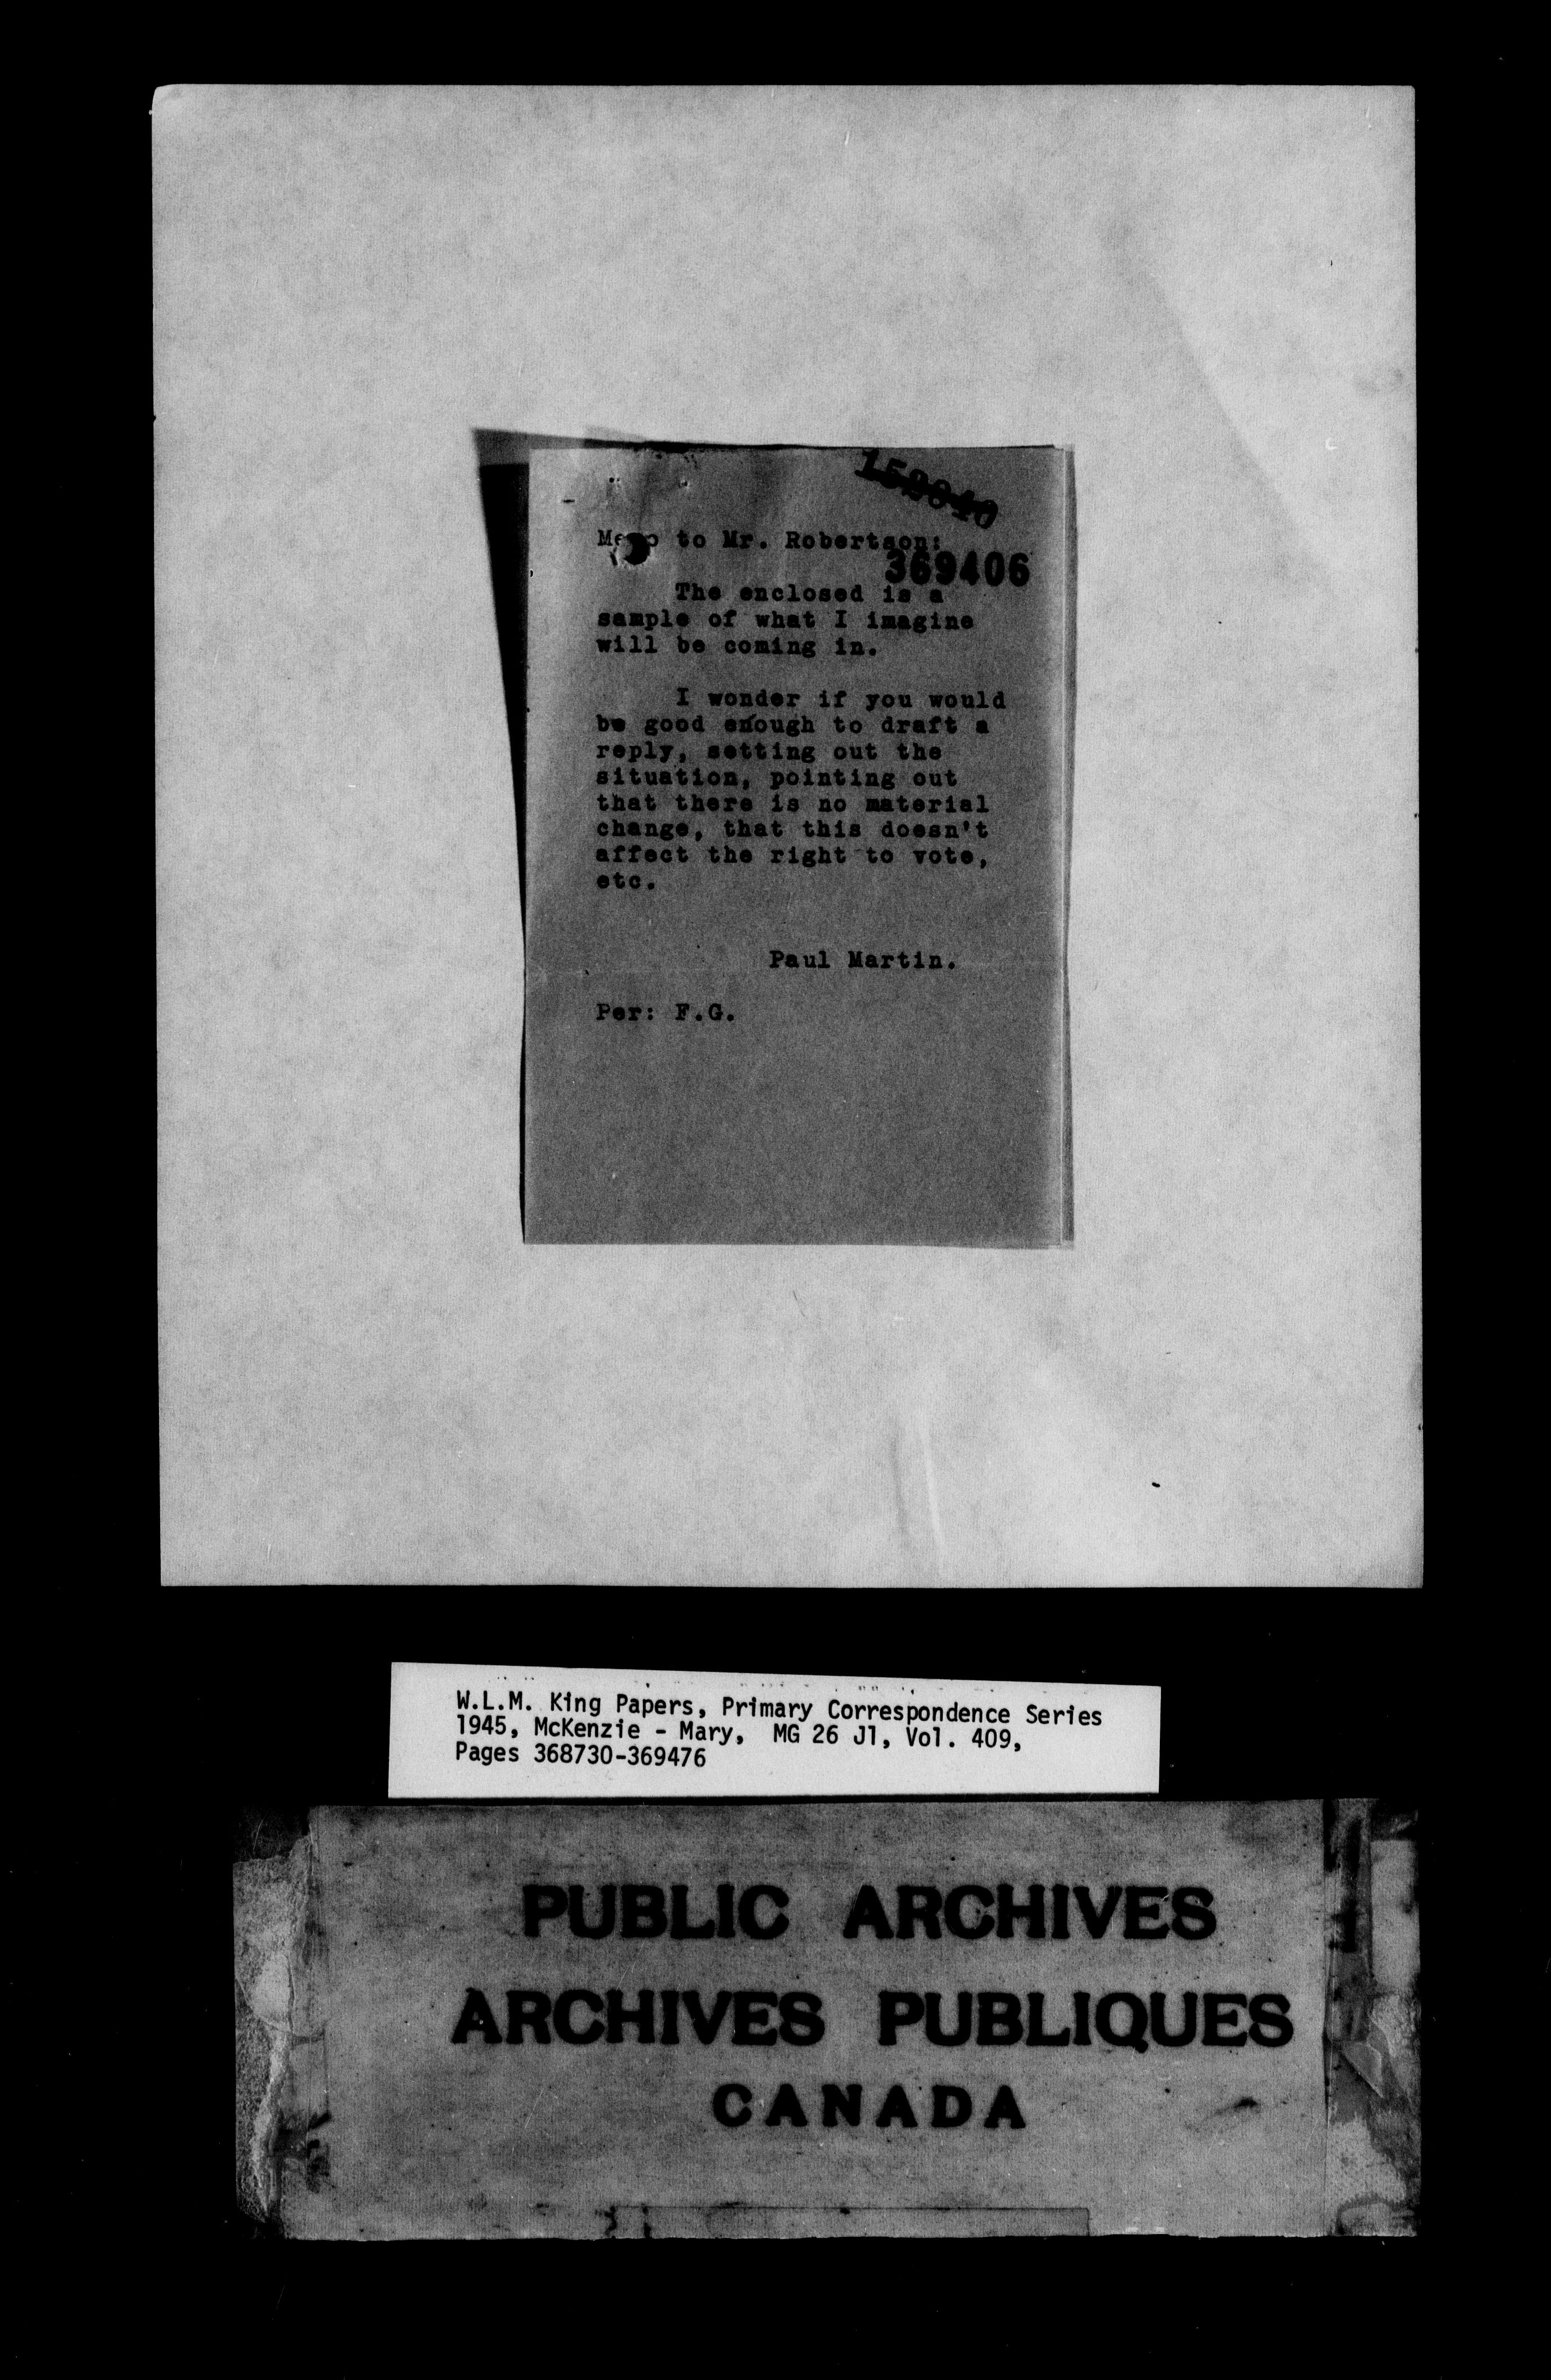 159040
Memo to Mr. Robertson:
369406
The enclosed is a
sample of what I imagine
will be coming in.
I wonder if you would
be good enough to draft a
reply, setting out the
situation, pointing out
that there is no material
change, that this doesn't
affect the right to vote,
etc.
Paul Martin.
Per: F.G.
W.L.M. King Papers, Primary Correspondence Series
1945, McKenzie - Mary, MG 26 J1, Vol. 409,
Pages 368730-369476
PUBLIC ARCHIVES
ARCHIVES PUBLIQUES
CANADA